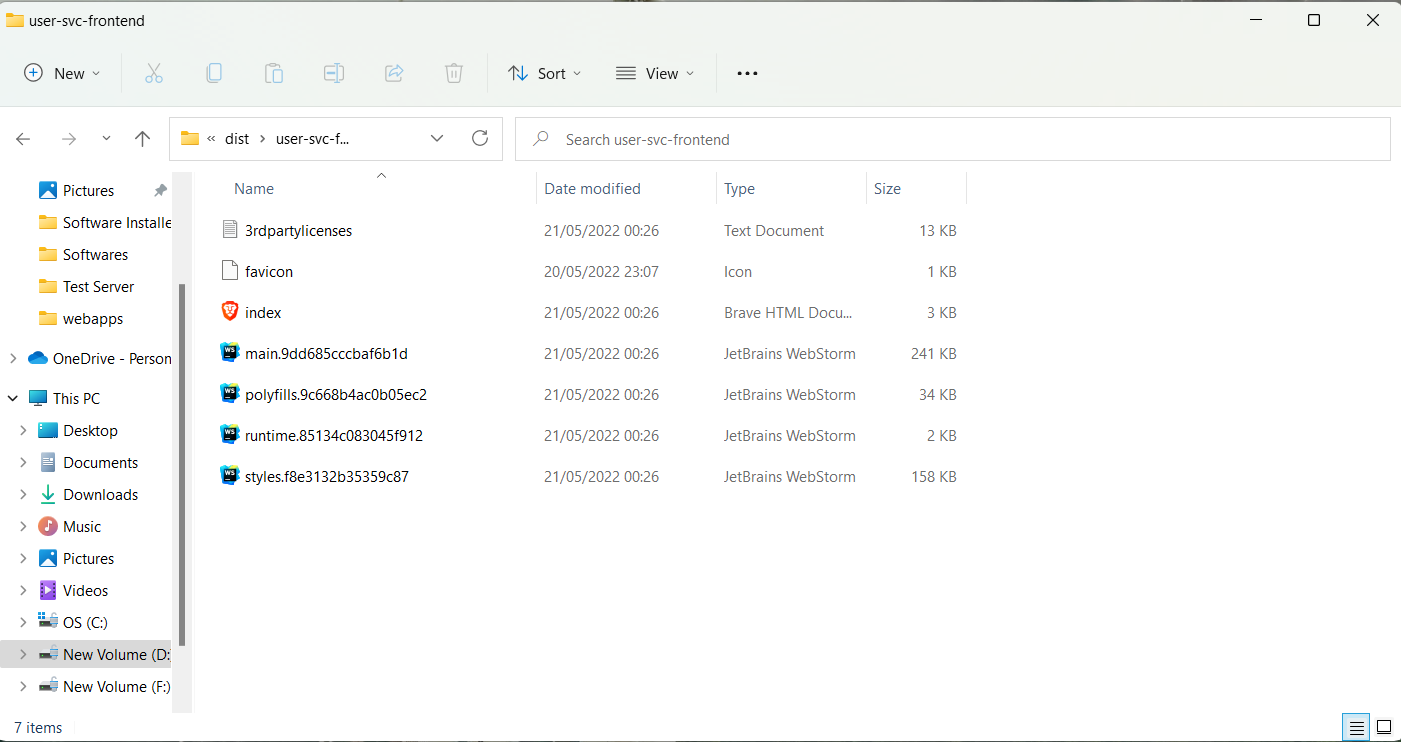 user-svc-frontend
New
Sort
View
« dist > user-svc-f...
Search user-svc-frontend
Pictures
Software Installe
Softwares
Test Server
webapps
OneDrive - Person
This PC
Desktop
Documents
Downloads
Music
Pictures
Videos
OS (C:)
New Volume (D:
New Volume (F:)
Name Date modified Type Size
3rdpartylicenses 21/05/2022 00:26 Text Document 13 KB
favicon 20/05/2022 23:07 Icon 1 KB
index 21/05/2022 00:26 Brave HTML Docu... 3 KB
WS main.9dd685cccbaf6b1d 21/05/2022 00:26 JetBrains WebStorm 241 KB
WS polyfills.9c668b4ac0b05ec2 21/05/2022 00:26 JetBrains WebStorm 34 KB
WS runtime.85134c083045f912 21/05/2022 00:26 JetBrains WebStorm 2 KB
WS styles.f8e3132b35359c87 21/05/2022 00:26 JetBrains WebStorm 158 KB
7 items